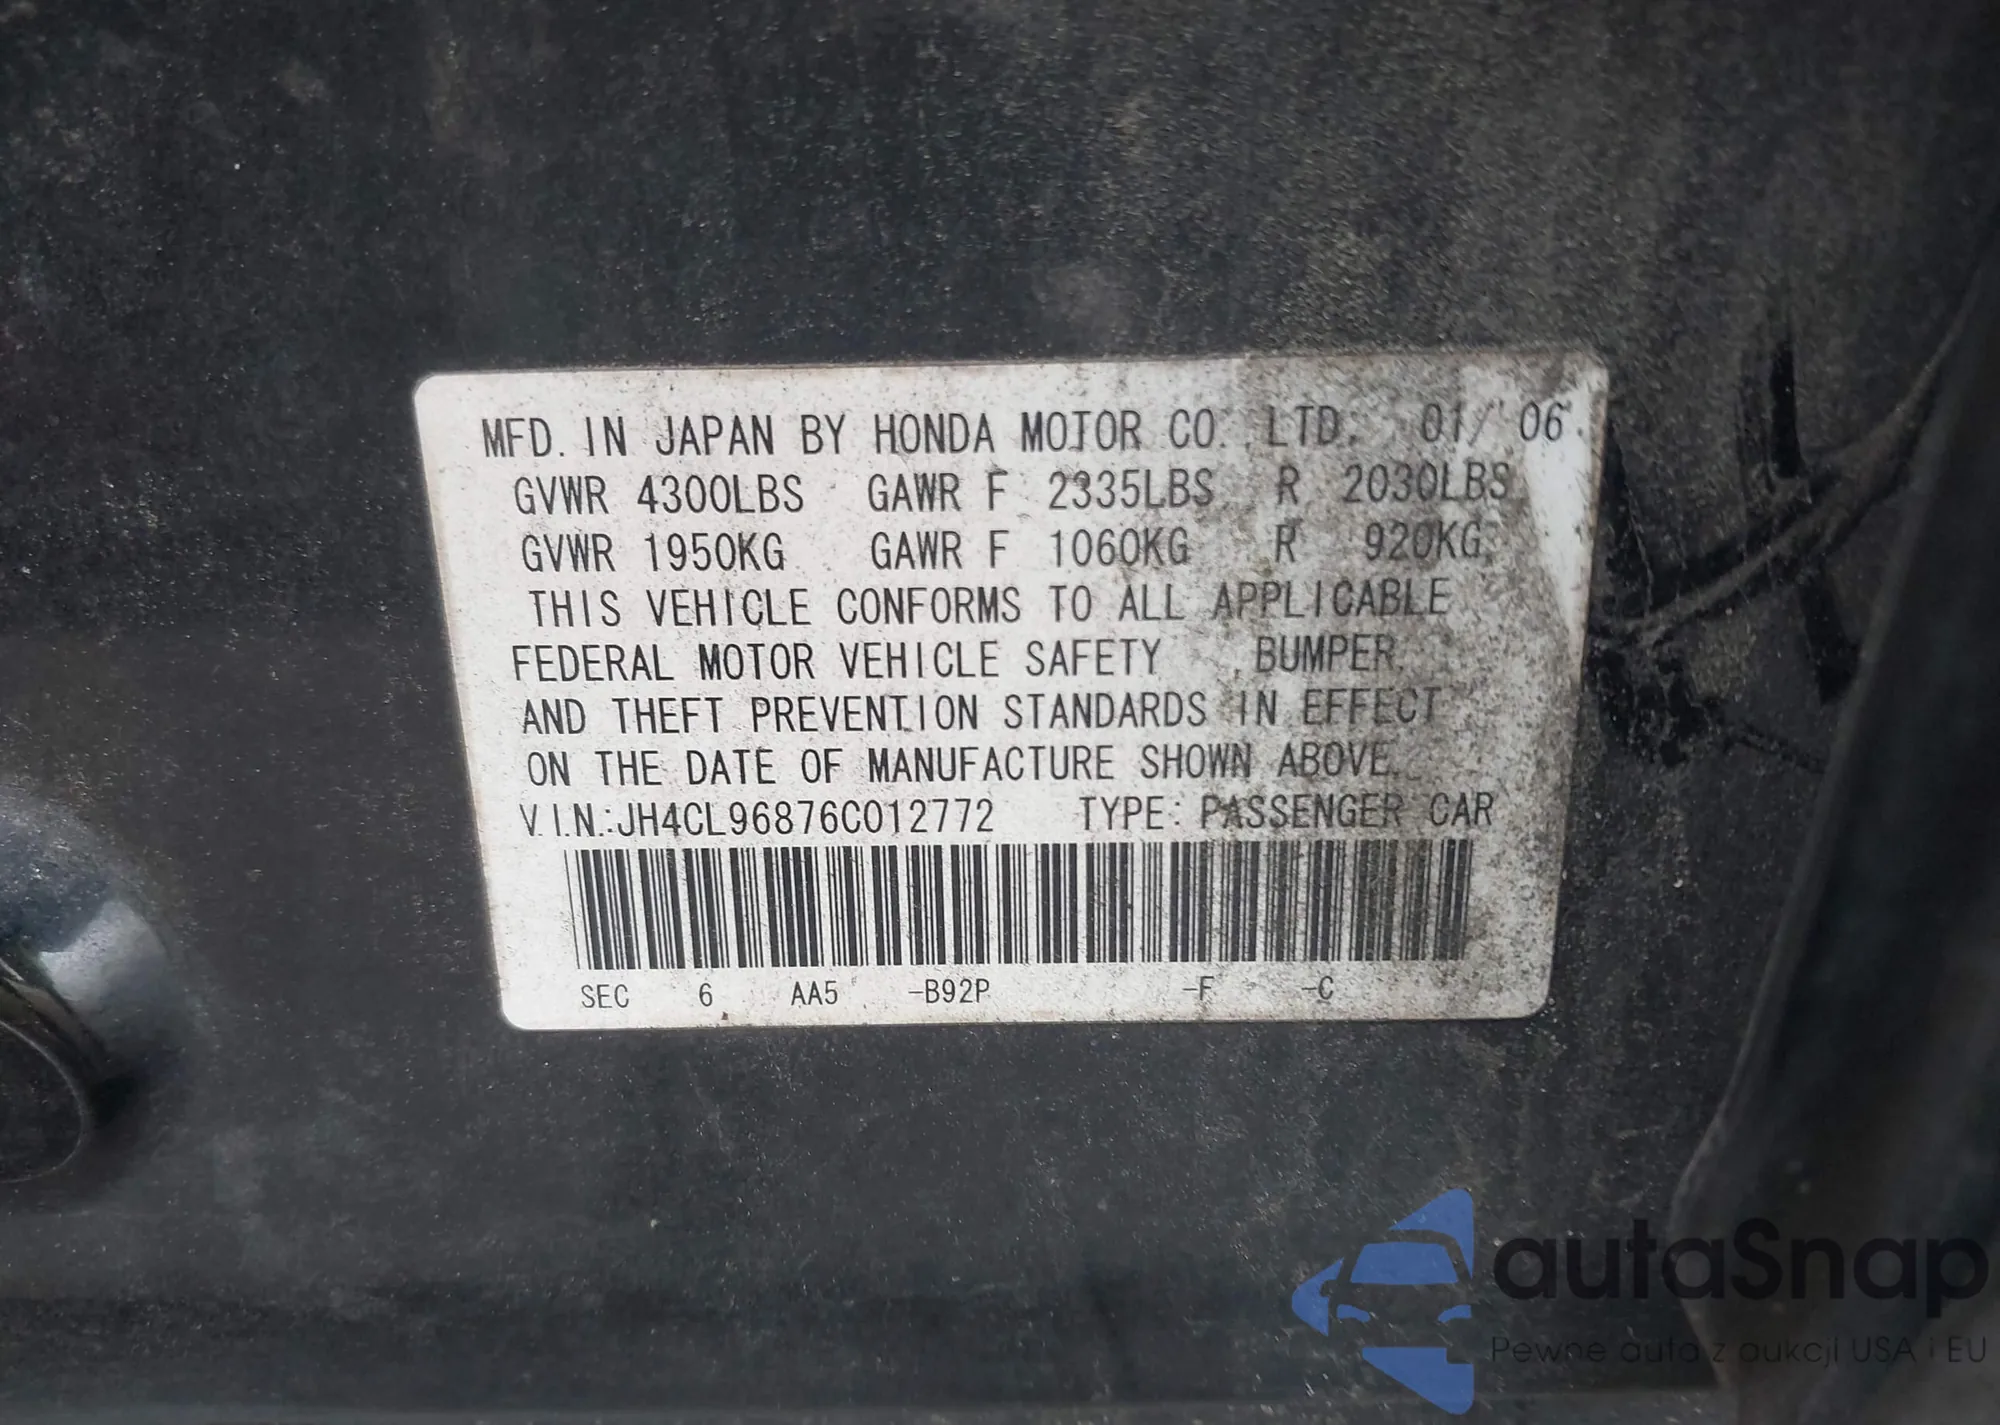 MFD. IN JAPAN BY HONDA MOTOR CO., LTD. 01/ 06
GVWR 4300LBS GAWR F 2335LBS R 2030LBS
GVWR 1950KG GAWR F 1060KG R 920KG
THIS VEHICLE CONFORMS TO ALL APPLICABLE
FEDERAL MOTOR VEHICLE SAFETY , BUMPER,
AND THEFT PREVENTION STANDARDS IN EFFECT
ON THE DATE OF MANUFACTURE SHOWN ABOVE.
V.I.N.:JH4CL96876C012772 TYPE: PASSENGER CAR
SEC 6 AA5 -B92P -F -C
autaSnap
Pewne auta z aukcji USA i EU